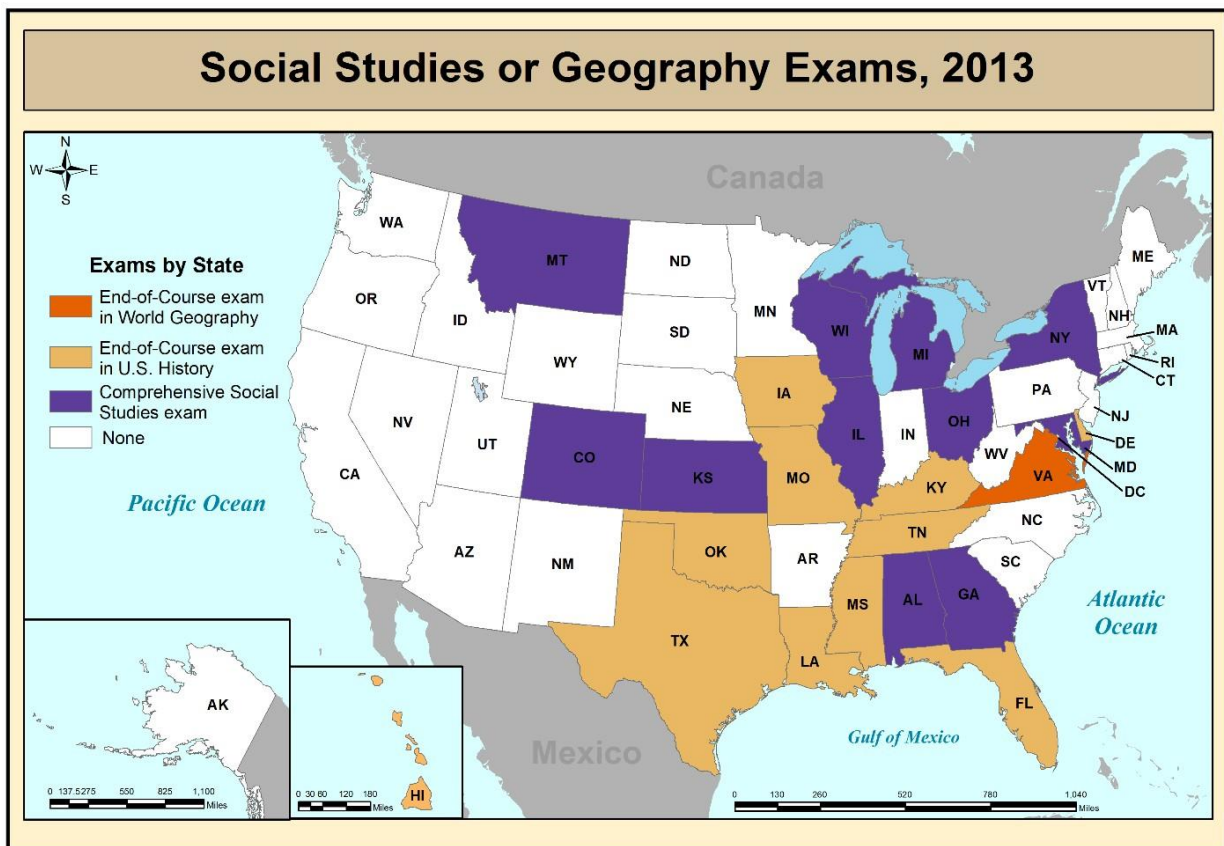 Social Studies or Geography Exams, 2013
N
W E
S
Canada
Exams by State
End-of-Course exam
in World Geography
End-of-Course exam
in U.S. History
Comprehensive Social
Studies exam
None
WA
MT
ND
MN
ME
VT
NH
OR
ID
SD
WI
MI
NY
MA
RI
CT
WY
IA
PA
NE
NJ
NV
UT
IL
IN
OH
DE
CA
CO
KS
MO
WV
VA
MD
KY
DC
Pacific Ocean
AZ
NM
OK
AR
TN
NC
SC
MS
AL
GA
Atlantic
Ocean
TX
LA
FL
Gulf of Mexico
Mexico
AK
HI
0 137.5275 550 825 1,100
Miles
0 30 60 120 180
Miles
0 130 260 520 780 1,040
Miles